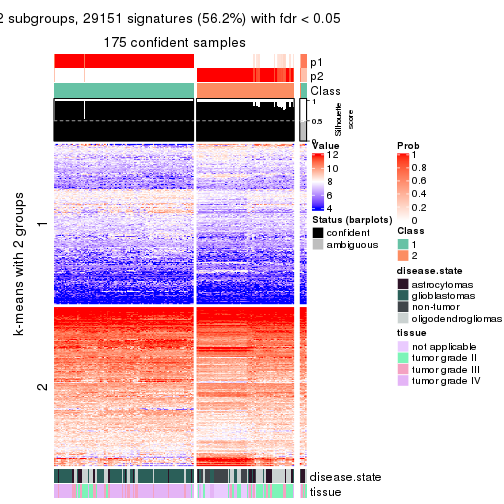 2 subgroups, 29151 signatures (56.2%) with fdr < 0.05
175 confident samples
p1
p2
Class
1
0.5
0
Silhouette
score
k-means with 2 groups
1
2
Value
12
10
8
6
4
Status (barplots)
confident
ambiguous
Prob
1
0.8
0.6
0.4
0.2
0
Class
1
2
disease.state
astrocytomas
glioblastomas
non-tumor
oligodendrogliomas
tissue
not applicable
tumor grade II
tumor grade III
tumor grade IV
disease.state
tissue